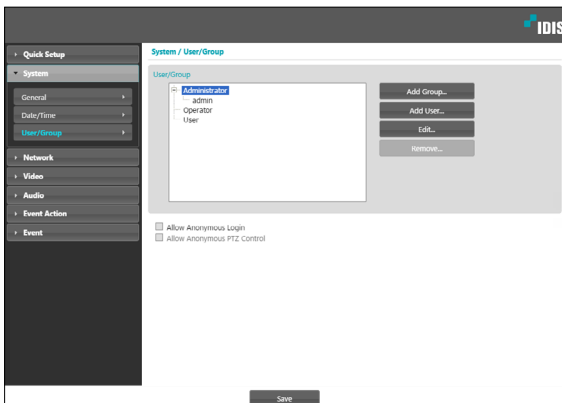 IDIS
Quick Setup
System
General
Date/Time
User/Group
Network
Video
Audio
Event Action
Event
System / User/Group
User/Group
Administrator
admin
Operator
User
Add Group...
Add User...
Edit...
Remove...
Allow Anonymous Login
Allow Anonymous PTZ Control
Save